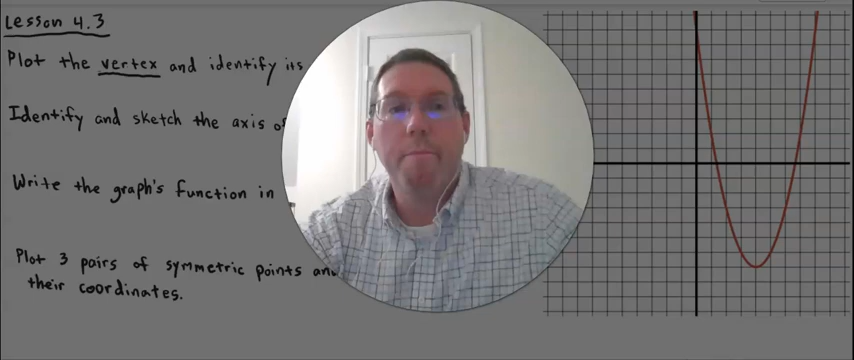 Lesson 4.3
Plot the vertex and identify its
Identify and sketch the axis of
Write the graph's function in
Plot 3 pairs of symmetric points and
their coordinates.